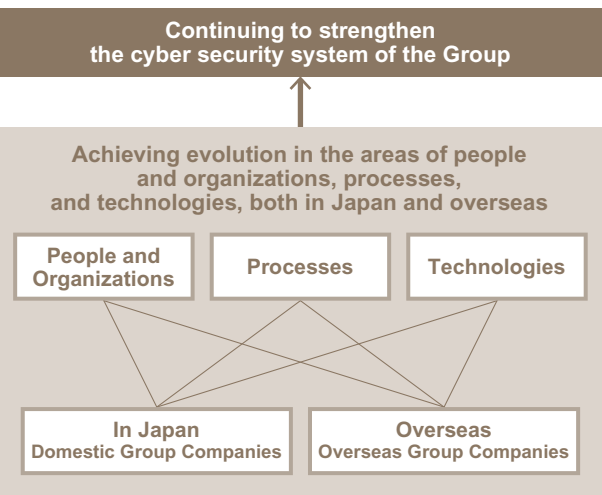 Continuing to strengthen
the cyber security system of the Group
Achieving evolution in the areas of people
and organizations, processes,
and technologies, both in Japan and overseas
People and
Organizations
Processes
Technologies
In Japan
Domestic Group Companies
Overseas
Overseas Group Companies